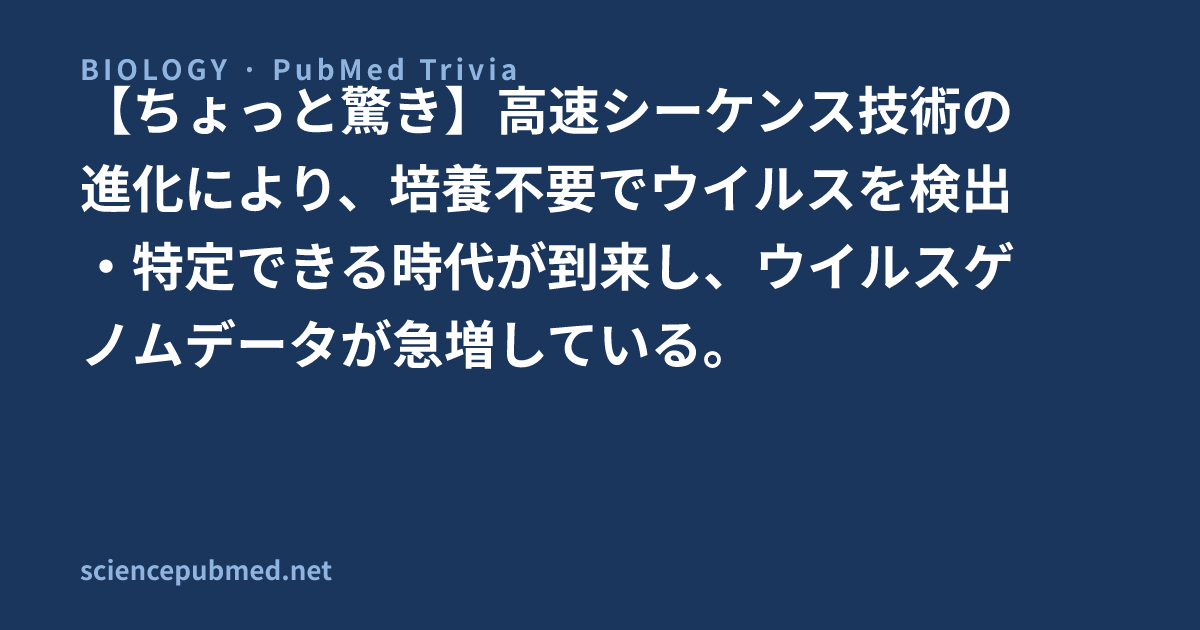 BIOLOGY · PubMed Trivia
【ちょっと驚き】高速シーケンス技術の
進化により、培養不要でウイルスを検出
・特定できる時代が到来し、ウイルスゲ
ノムデータが急増している。
sciencepubmed.net